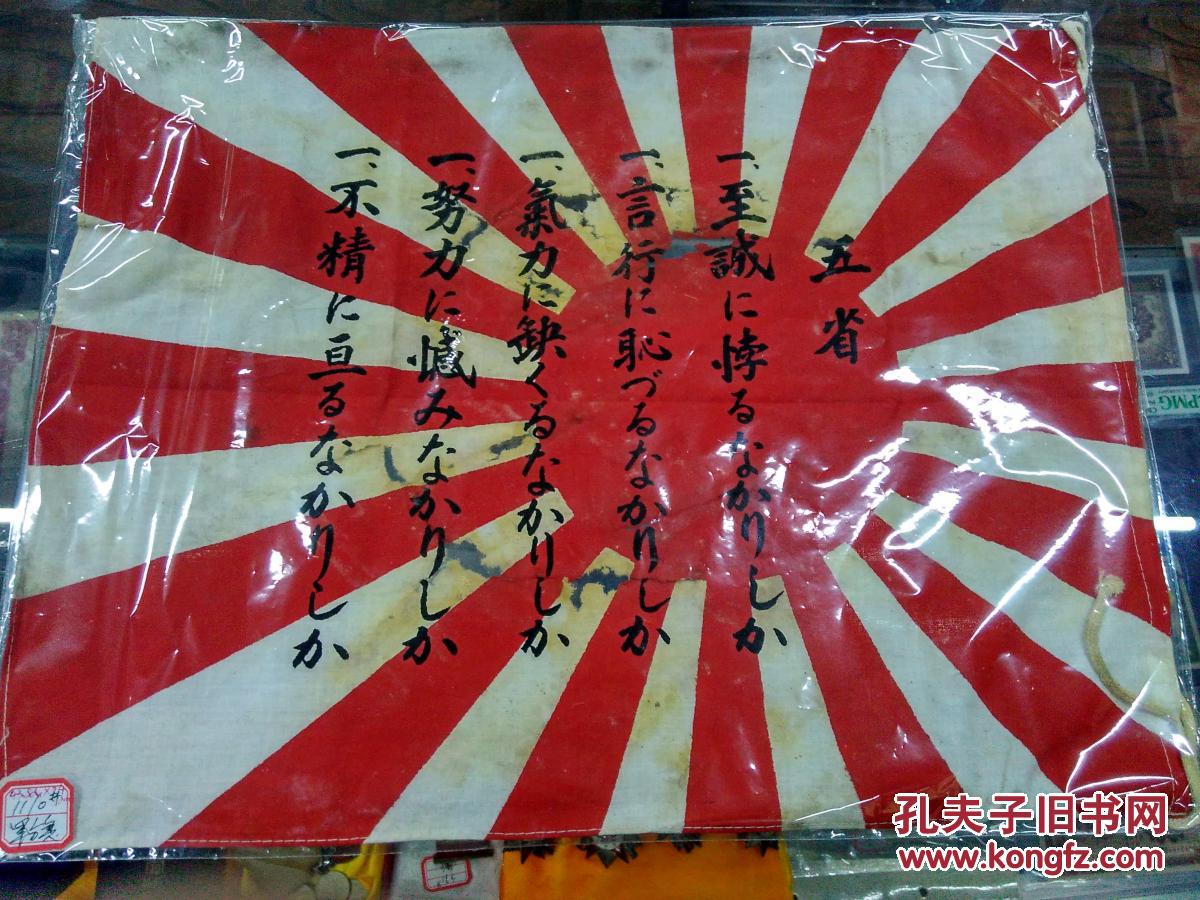 五省
一、至誠に悖るなかりしか
一、言行に恥づるなかりしか
一、氣力に缺くるなかりしか
一、努力に憾みなかりしか
一、不精に亘るなかりしか
1110#
PMG
孔夫子旧书网
www.kongfz.com